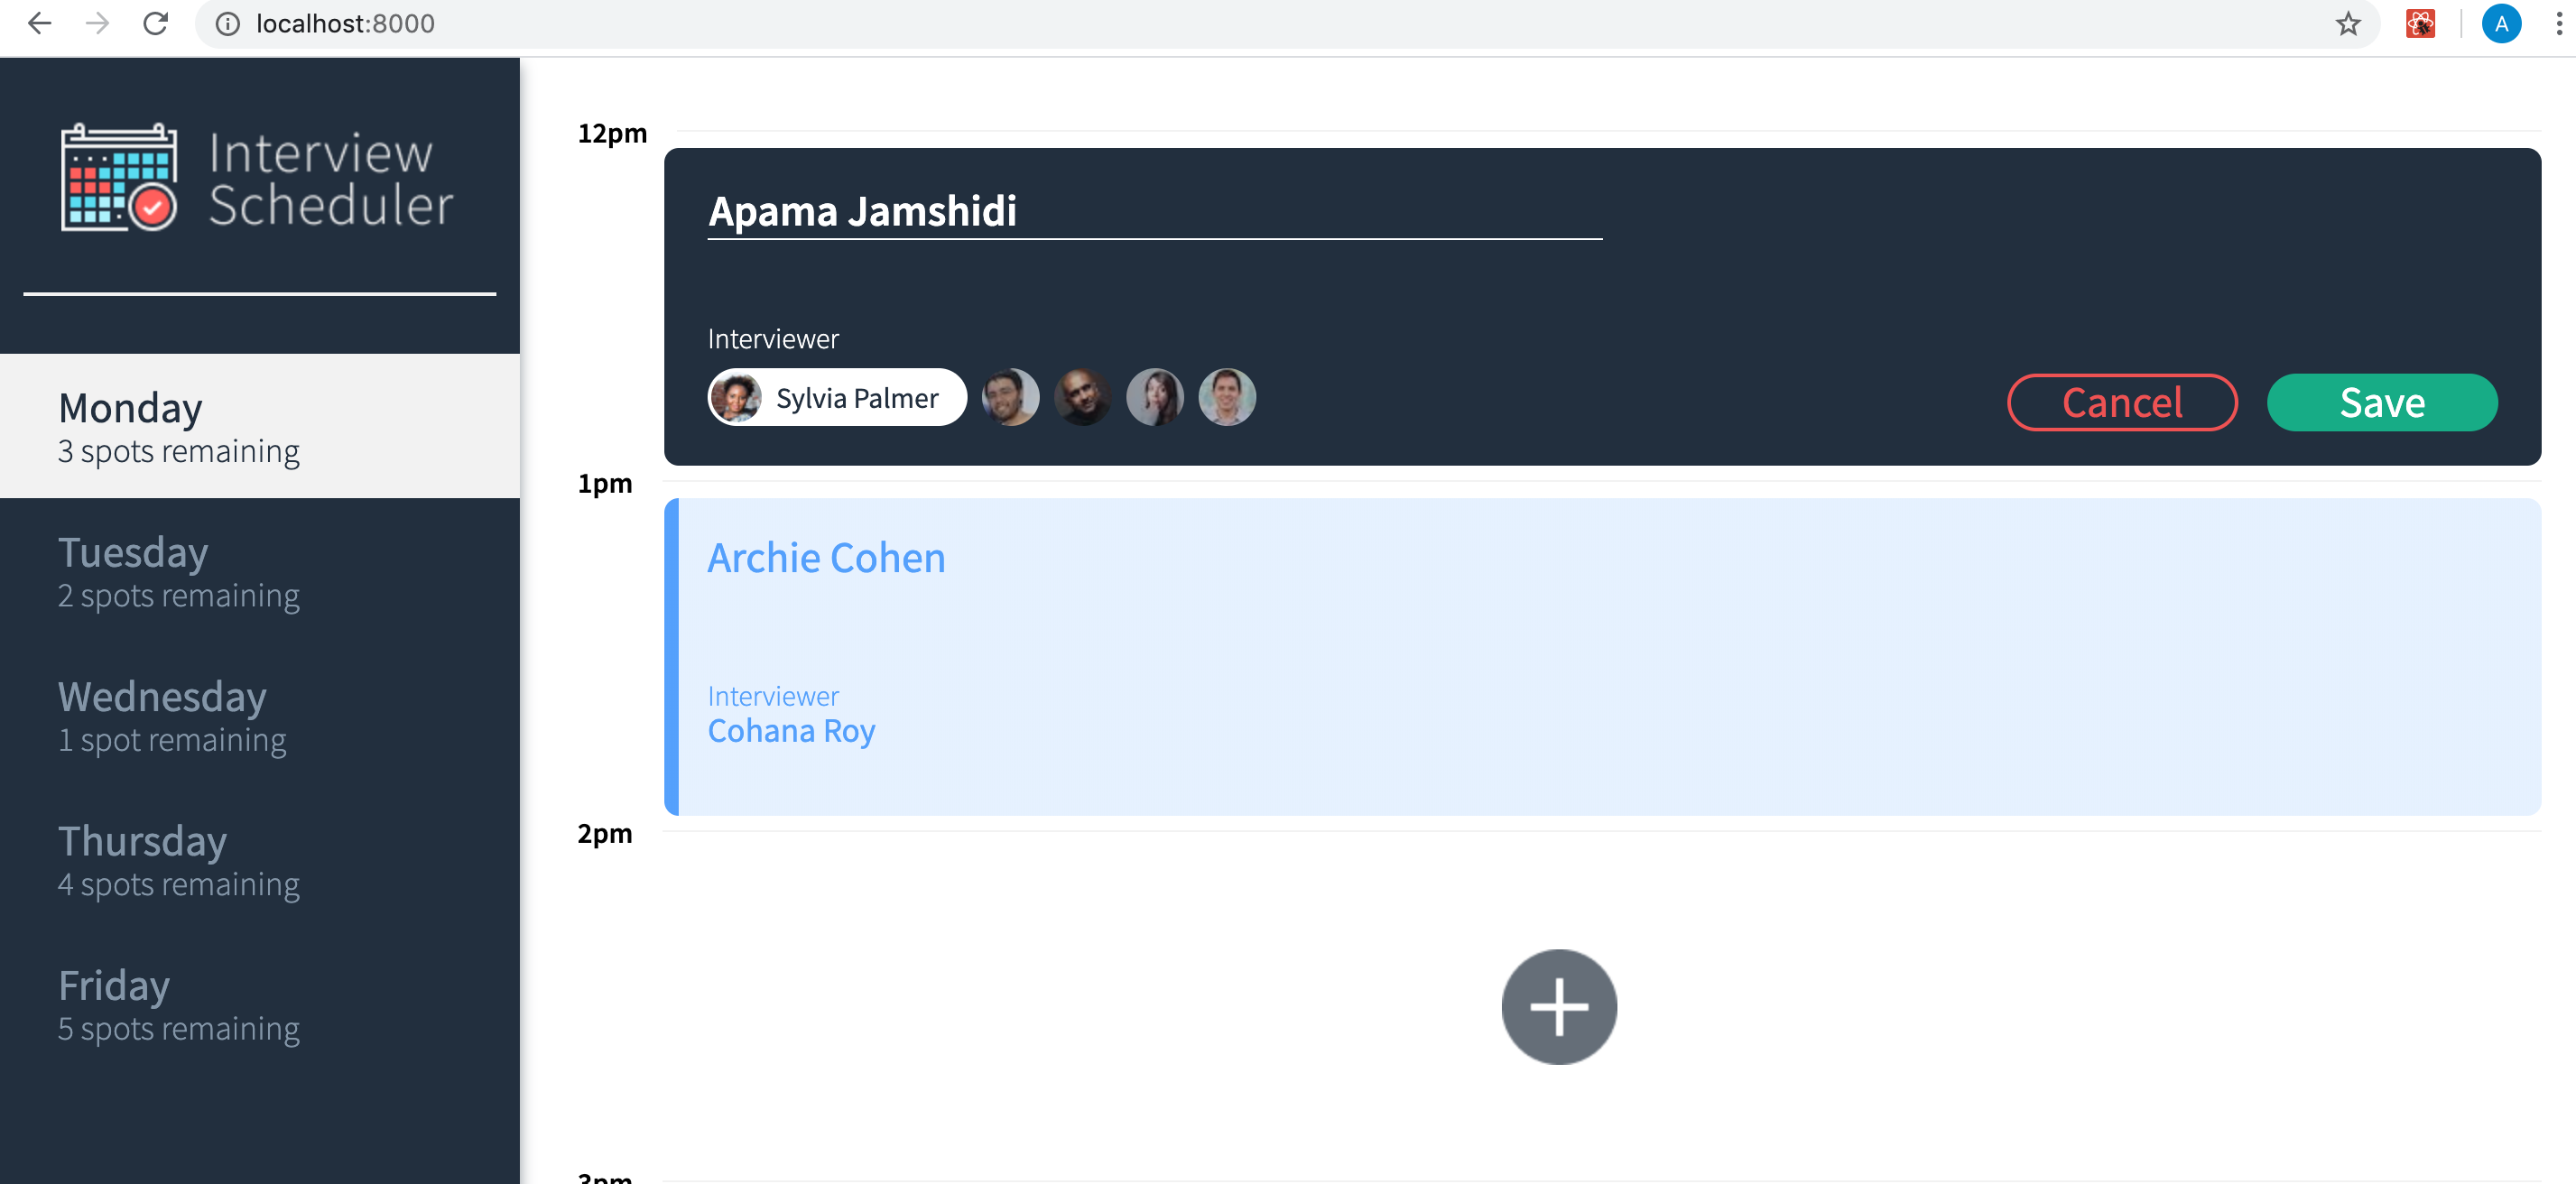 localhost:8000
A
Interview
Scheduler
Monday
3 spots remaining
Tuesday
2 spots remaining
Wednesday
1 spot remaining
Thursday
4 spots remaining
Friday
5 spots remaining
12pm
Apama Jamshidi
Interviewer
Sylvia Palmer
Cancel
Save
1pm
Archie Cohen
Interviewer
Cohana Roy
2pm
3pm